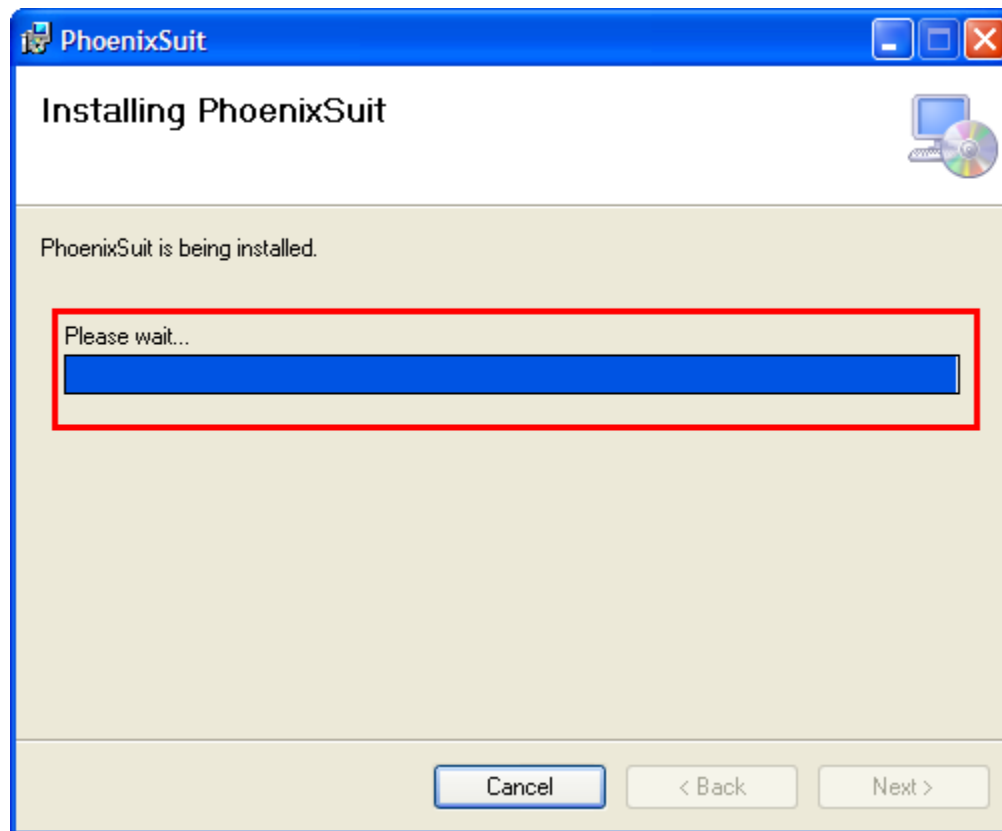 PhoenixSuit
Installing PhoenixSuit
PhoenixSuit is being installed.
Please wait...
Cancel
< Back
Next >